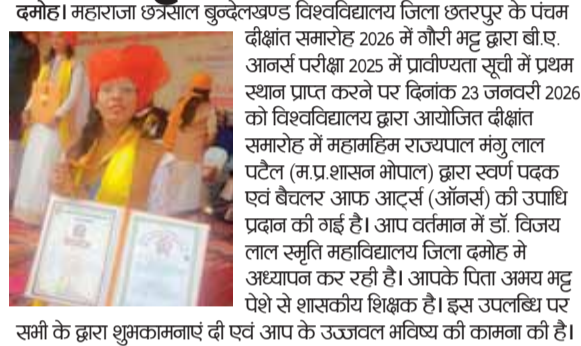 दमोह। महाराजा छत्रसाल बुन्देलखण्ड विश्वविद्यालय जिला छतरपुर के पंचम
दीक्षांत समारोह 2026 में गौरी भट्ट द्वारा बी.ए.
आनर्स परीक्षा 2025 में प्रावीण्यता सूची में प्रथम
स्थान प्राप्त करने पर दिनांक 23 जनवरी 2026
को विश्वविद्यालय द्वारा आयोजित दीक्षांत
समारोह में महामहिम राज्यपाल मंगु लाल
पटैल (म.प्र.शासन भोपाल) द्वारा स्वर्ण पदक
एवं बैचलर आफ आर्ट्स (ऑनर्स) की उपाधि
प्रदान की गई है। आप वर्तमान में डॉ. विजय
लाल स्मृति महाविद्यालय जिला दमोह मे
अध्यापन कर रही है। आपके पिता अभय भट्ट
पेशे से शासकीय शिक्षक है। इस उपलब्धि पर
सभी के द्वारा शुभकामनाएं दी एवं आप के उज्जवल भविष्य की कामना की है।